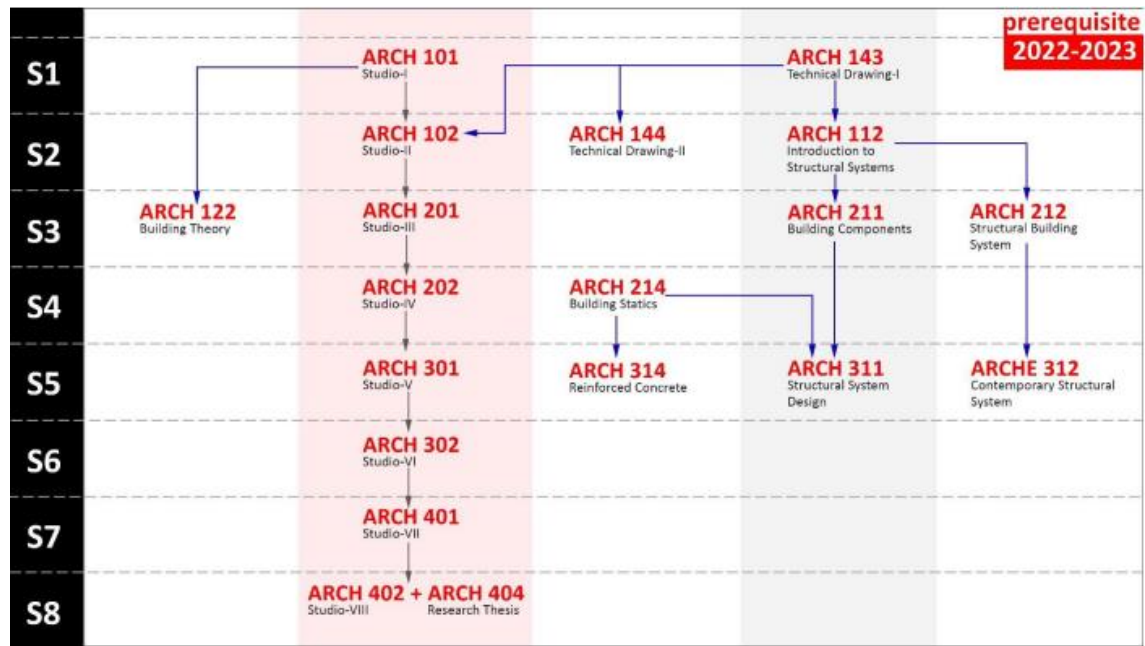 prerequisite
2022-2023
S1
ARCH 101
Studio-I
ARCH 143
Technical Drawing-I
S2
ARCH 102
Studio-II
ARCH 144
Technical Drawing-II
ARCH 112
Introduction to
Structural Systems
S3
ARCH 122
Building Theory
ARCH 201
Studio-III
ARCH 211
Building Components
ARCH 212
Structural Building
System
S4
ARCH 202
Studio-IV
ARCH 214
Building Statics
S5
ARCH 301
Studio-V
ARCH 314
Reinforced Concrete
ARCH 311
Structural System
Design
ARCHE 312
Contemporary Structural
System
S6
ARCH 302
Studio-VI
S7
ARCH 401
Studio-VII
S8
ARCH 402 + ARCH 404
Studio-VIII Research Thesis